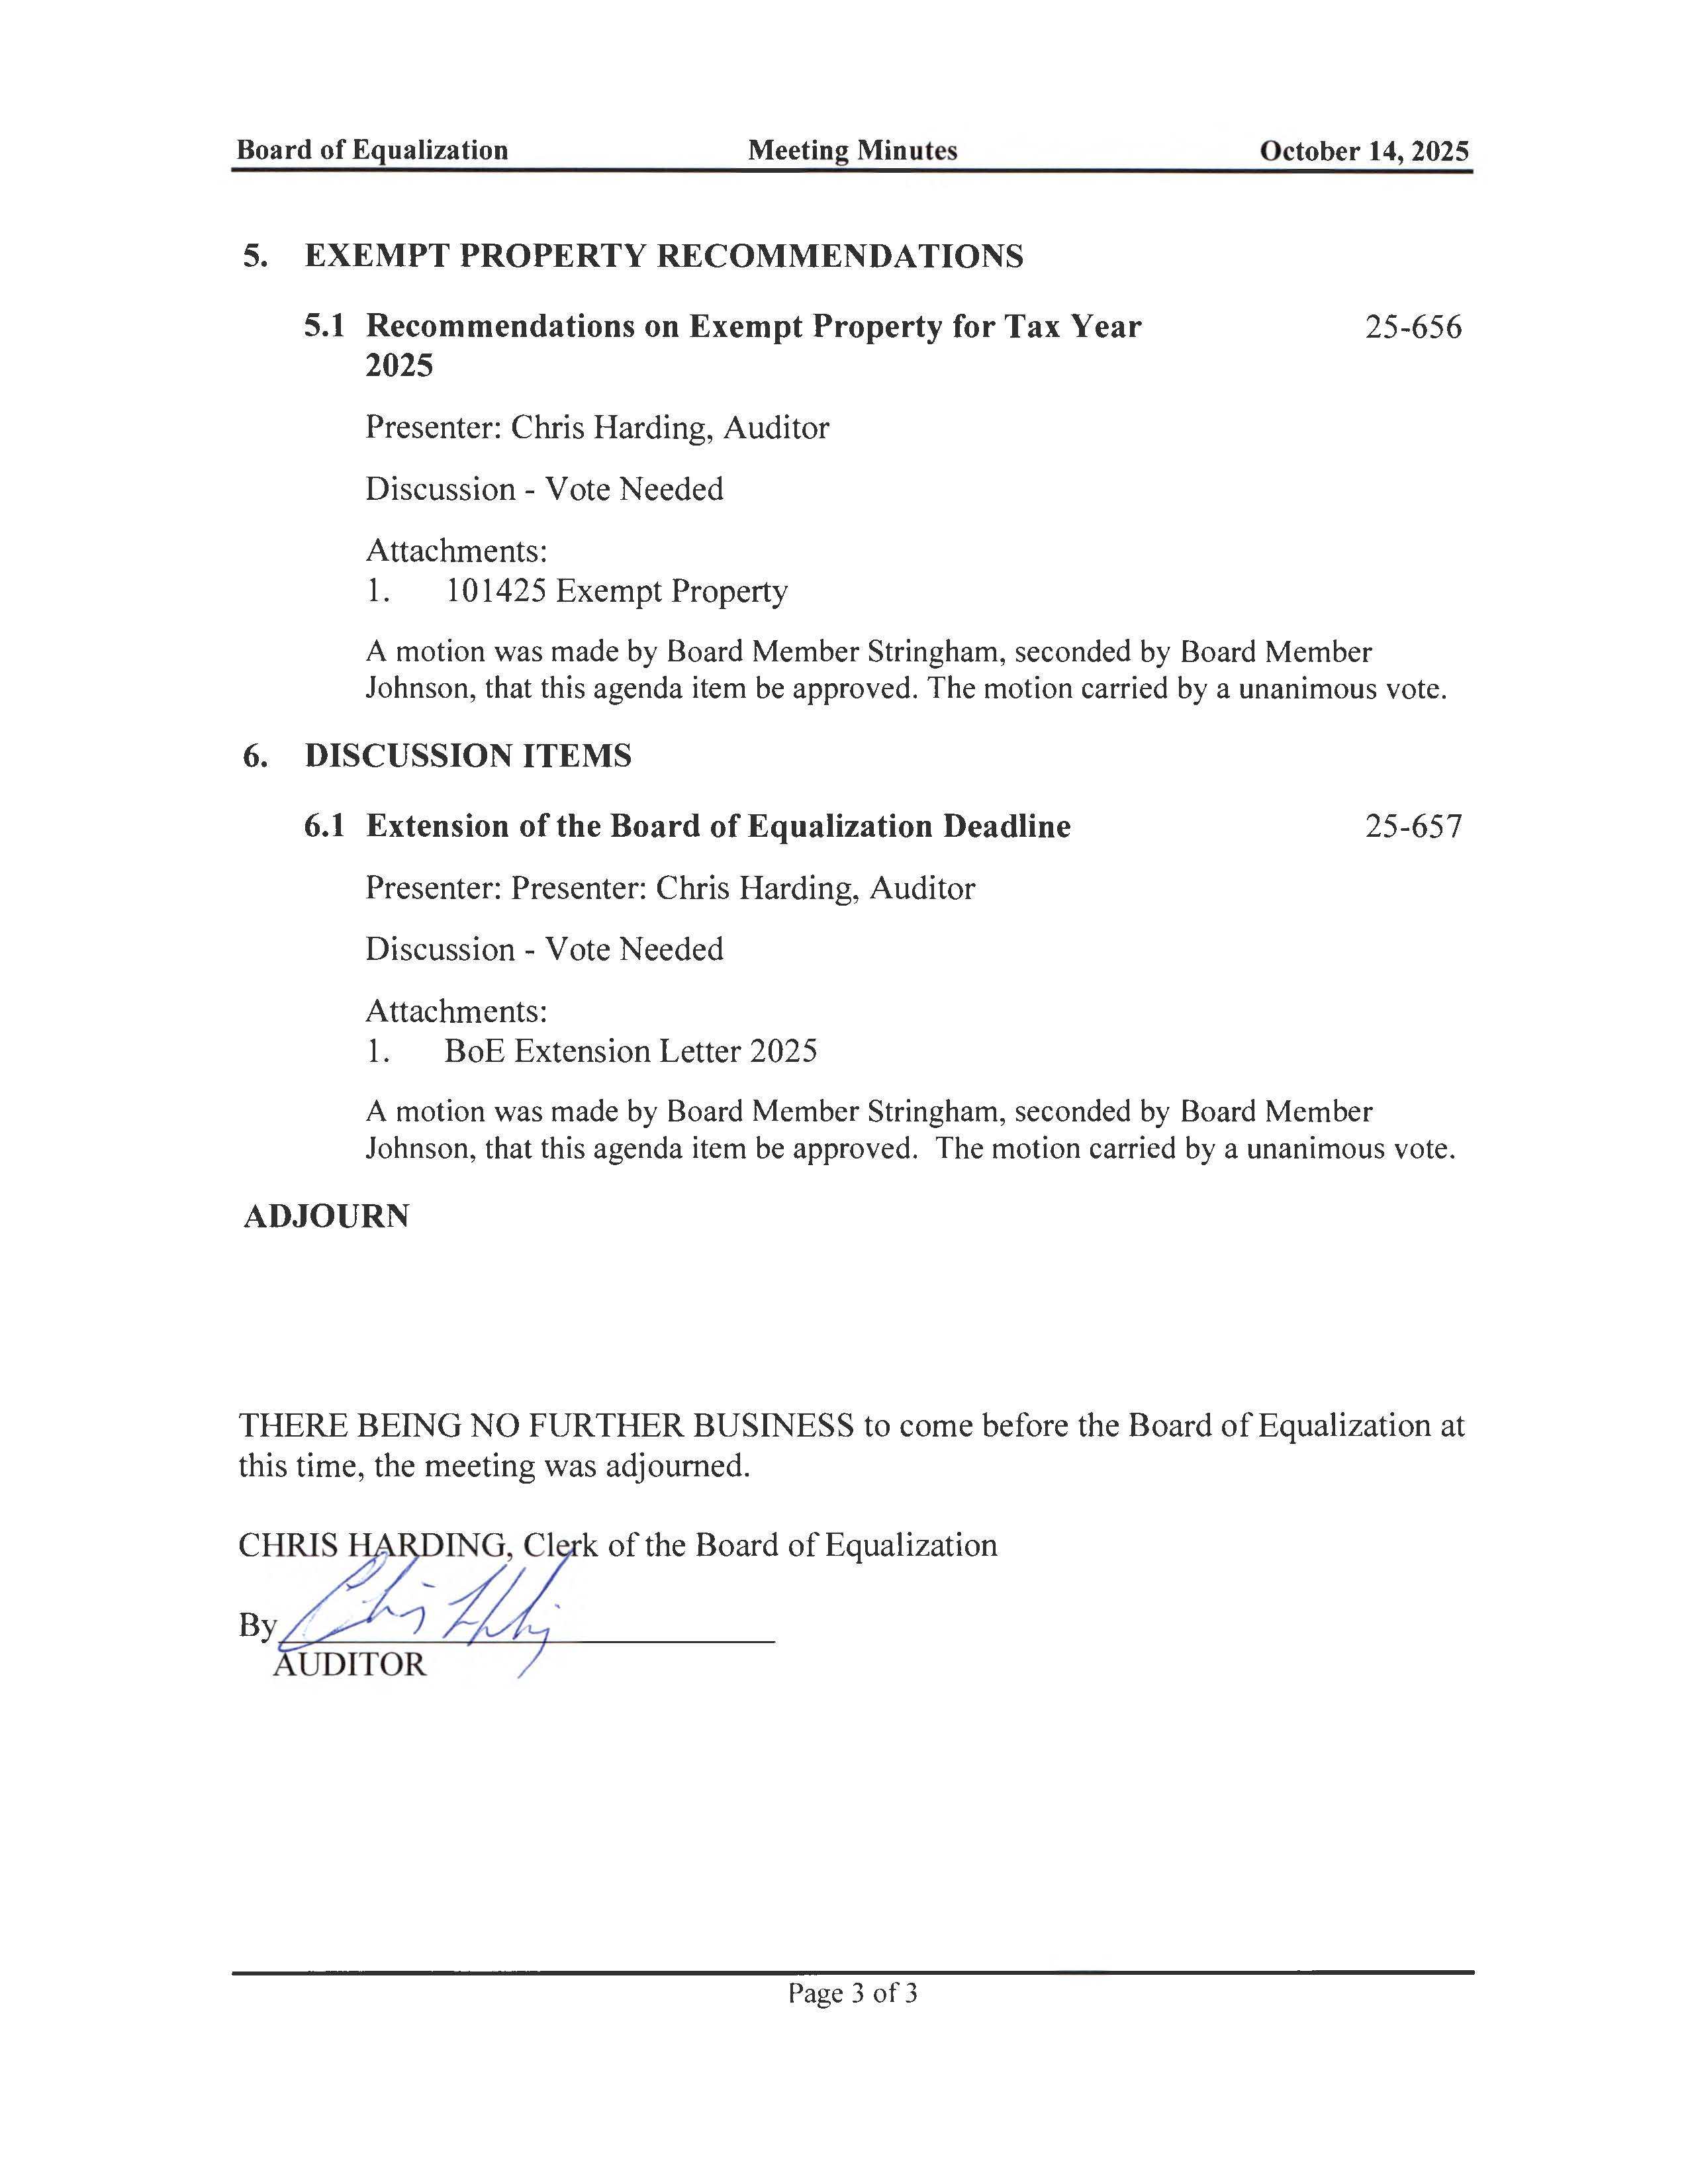 Board of Equalization Meeting Minutes October 14, 2025
5. EXEMPT PROPERTY RECOMMENDATIONS
5.1 Recommendations on Exempt Property for Tax Year 25-656
2025
Presenter: Chris Harding, Auditor
Discussion - Vote Needed
Attachments:
1. 101425 Exempt Property
A motion was made by Board Member Stringham, seconded by Board Member
Johnson, that this agenda item be approved. The motion carried by a unanimous vote.
6. DISCUSSION ITEMS
6.1 Extension of the Board of Equalization Deadline 25-657
Presenter: Presenter: Chris Harding, Auditor
Discussion - Vote Needed
Attachments:
1. BoE Extension Letter 2025
A motion was made by Board Member Stringham, seconded by Board Member
Johnson, that this agenda item be approved. The motion carried by a unanimous vote.
ADJOURN
THERE BEING NO FURTHER BUSINESS to come before the Board of Equalization at
this time, the meeting was adjourned.
CHRIS HARDING, Clerk of the Board of Equalization
By
AUDITOR
Page 3 of 3